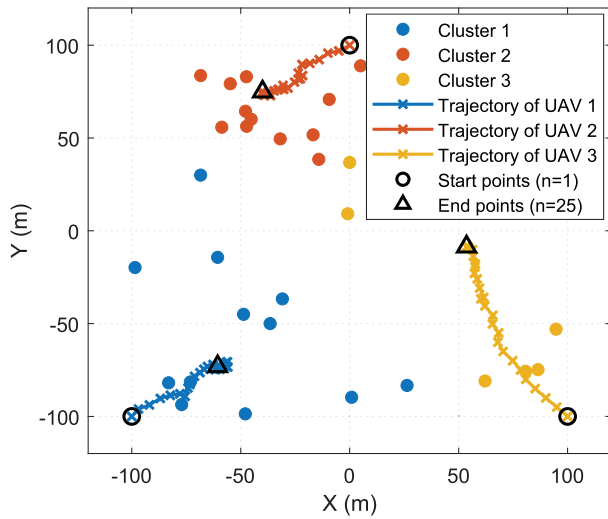 Cluster 1
Cluster 2
Cluster 3
Trajectory of UAV 1
Trajectory of UAV 2
Trajectory of UAV 3
Start points (n=1)
End points (n=25)
100
50
0
-50
-100
Y (m)
-100
-50
0
50
100
X (m)